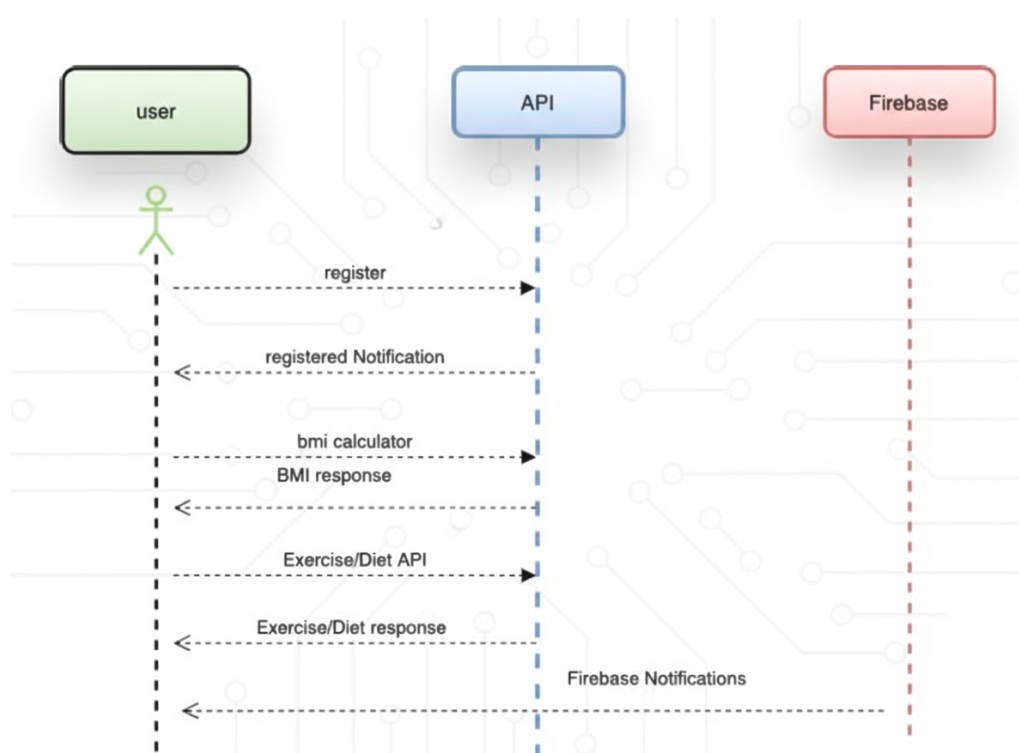 user
API
Firebase
register
registered Notification
bmi calculator
BMI response
Exercise/Diet API
Exercise/Diet response
Firebase Notifications